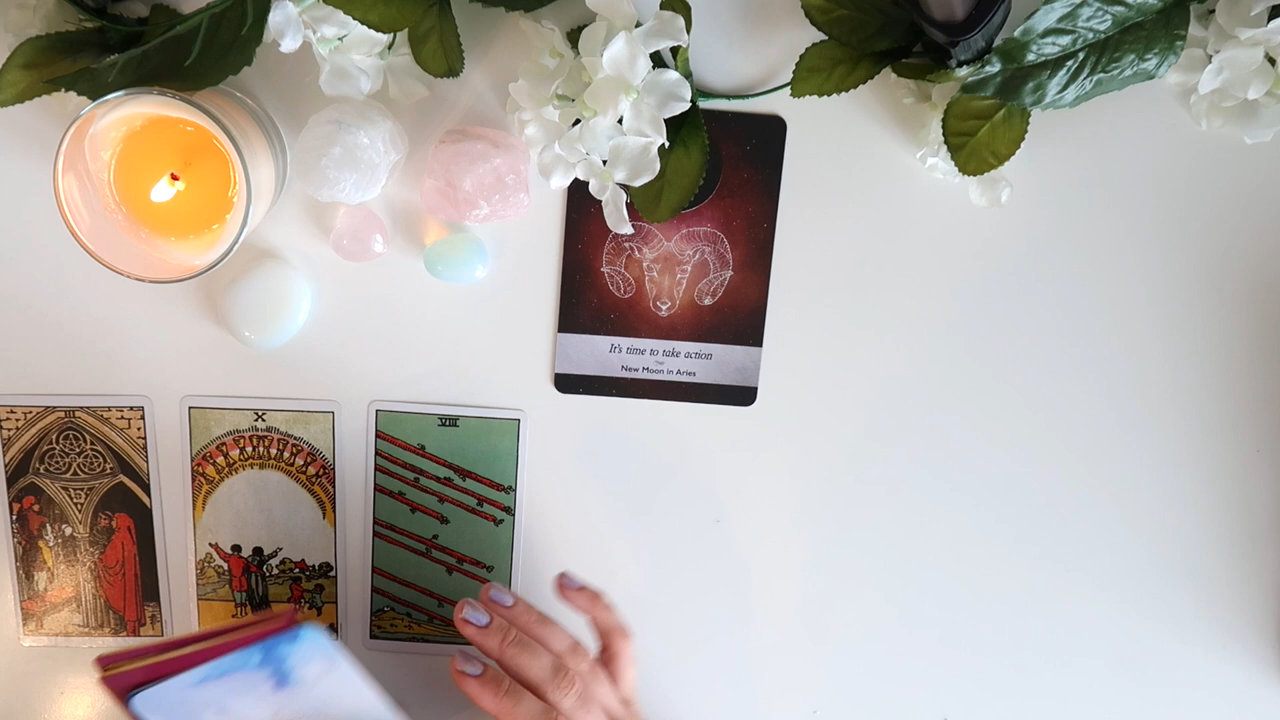 It's time to take action
New Moon in Aries
III
X
VIII